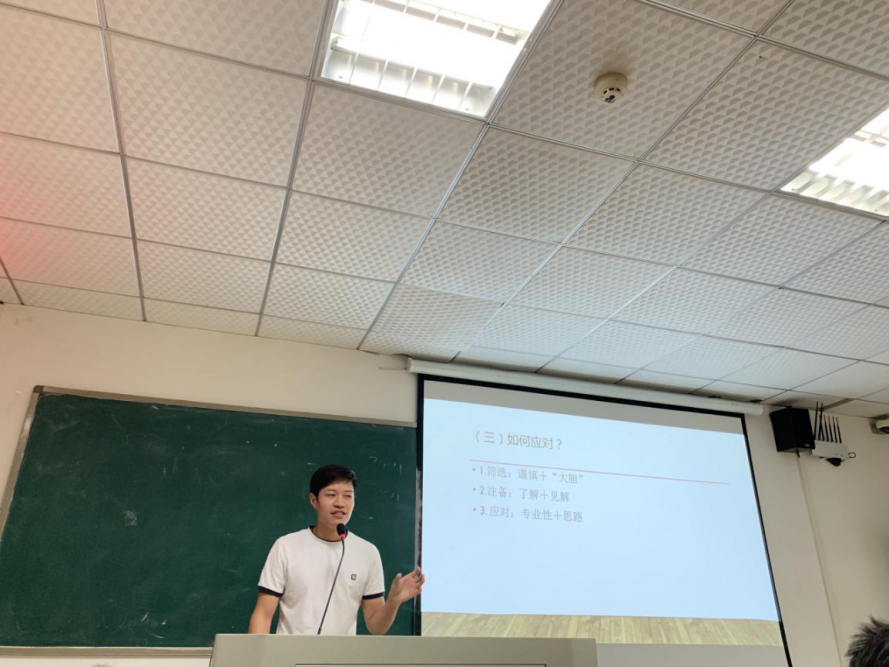 （三）如何应对？
• 1.筛选：谨慎＋“大胆”
• 2.注备：了解＋见解
• 3.应对：专业性＋思路